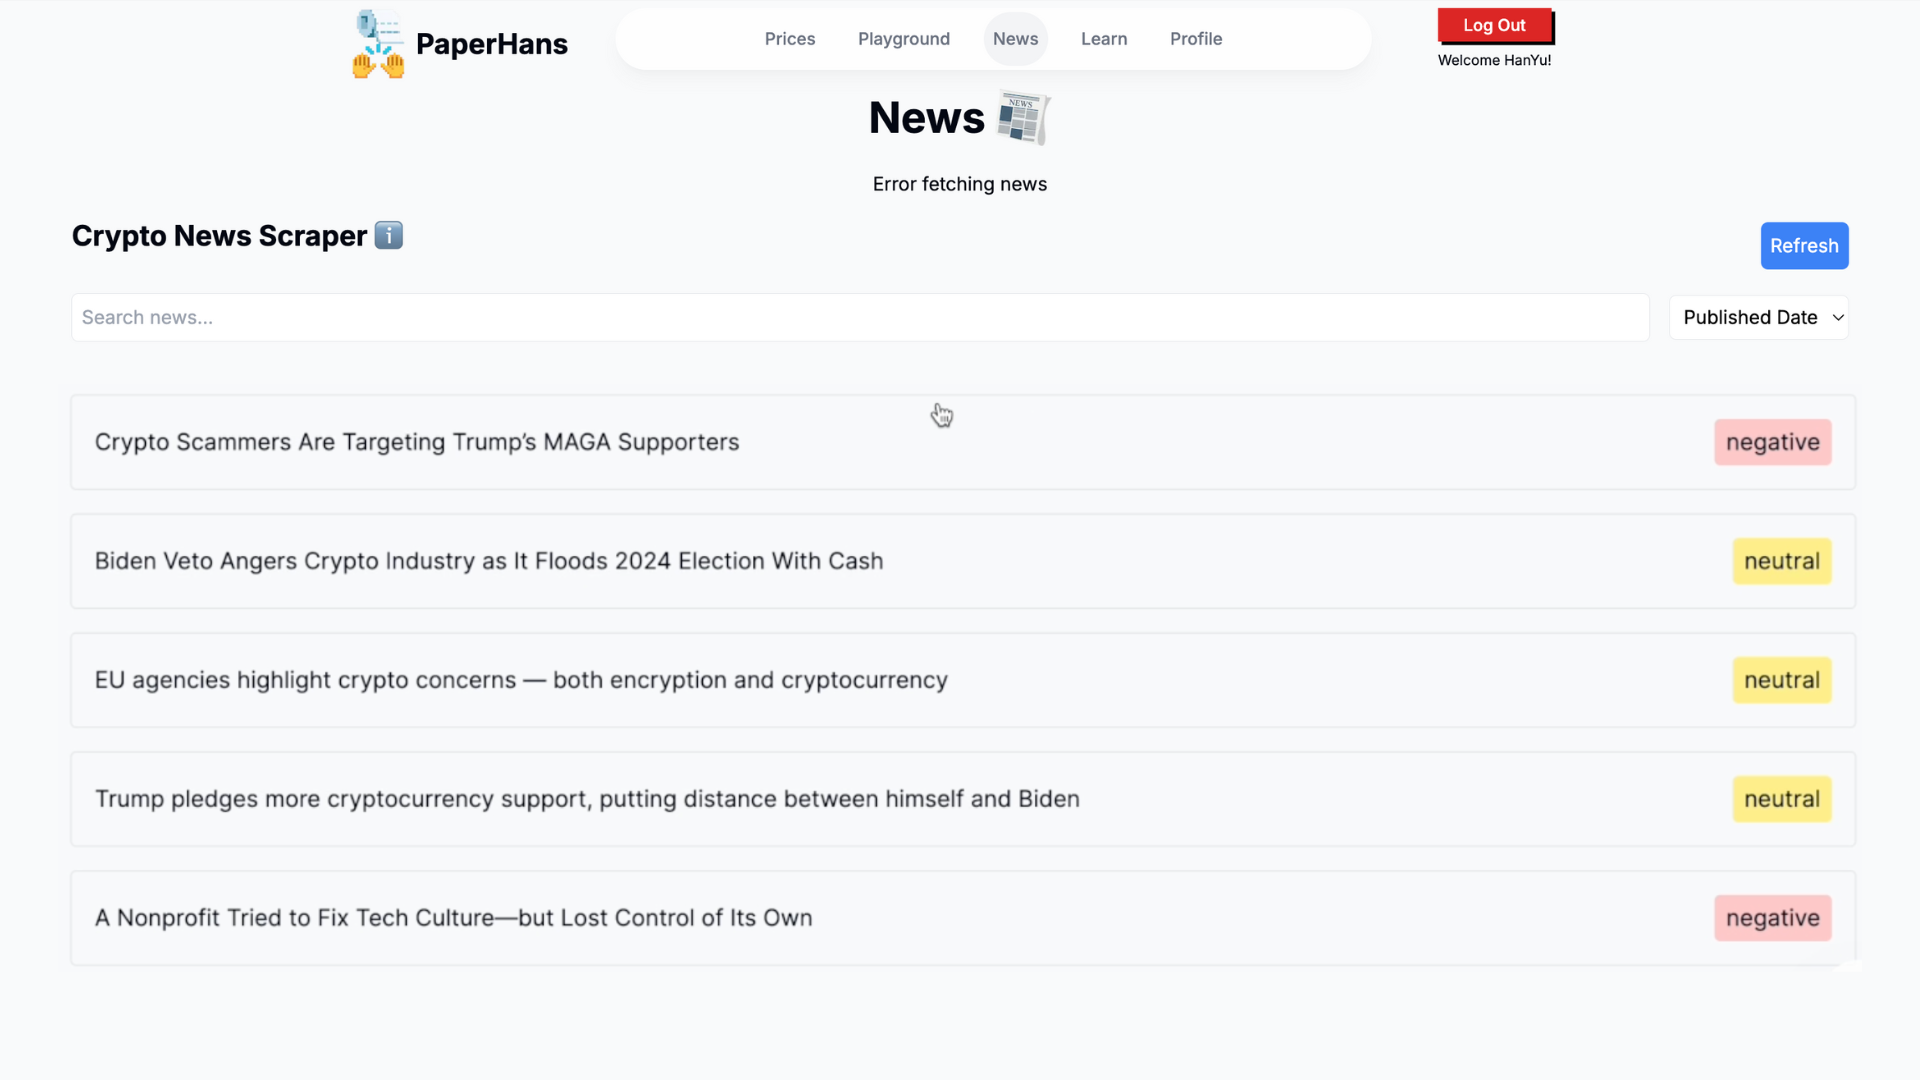 PaperHans
Prices
Playground
News
Learn
Profile
Log Out
Welcome HanYu!
News
NEWS
Error fetching news
Crypto News Scraper
Refresh
Search news...
Published Date
Crypto Scammers Are Targeting Trump’s MAGA Supporters
negative
Biden Veto Angers Crypto Industry as It Floods 2024 Election With Cash
neutral
EU agencies highlight crypto concerns — both encryption and cryptocurrency
neutral
Trump pledges more cryptocurrency support, putting distance between himself and Biden
neutral
A Nonprofit Tried to Fix Tech Culture—but Lost Control of Its Own
negative